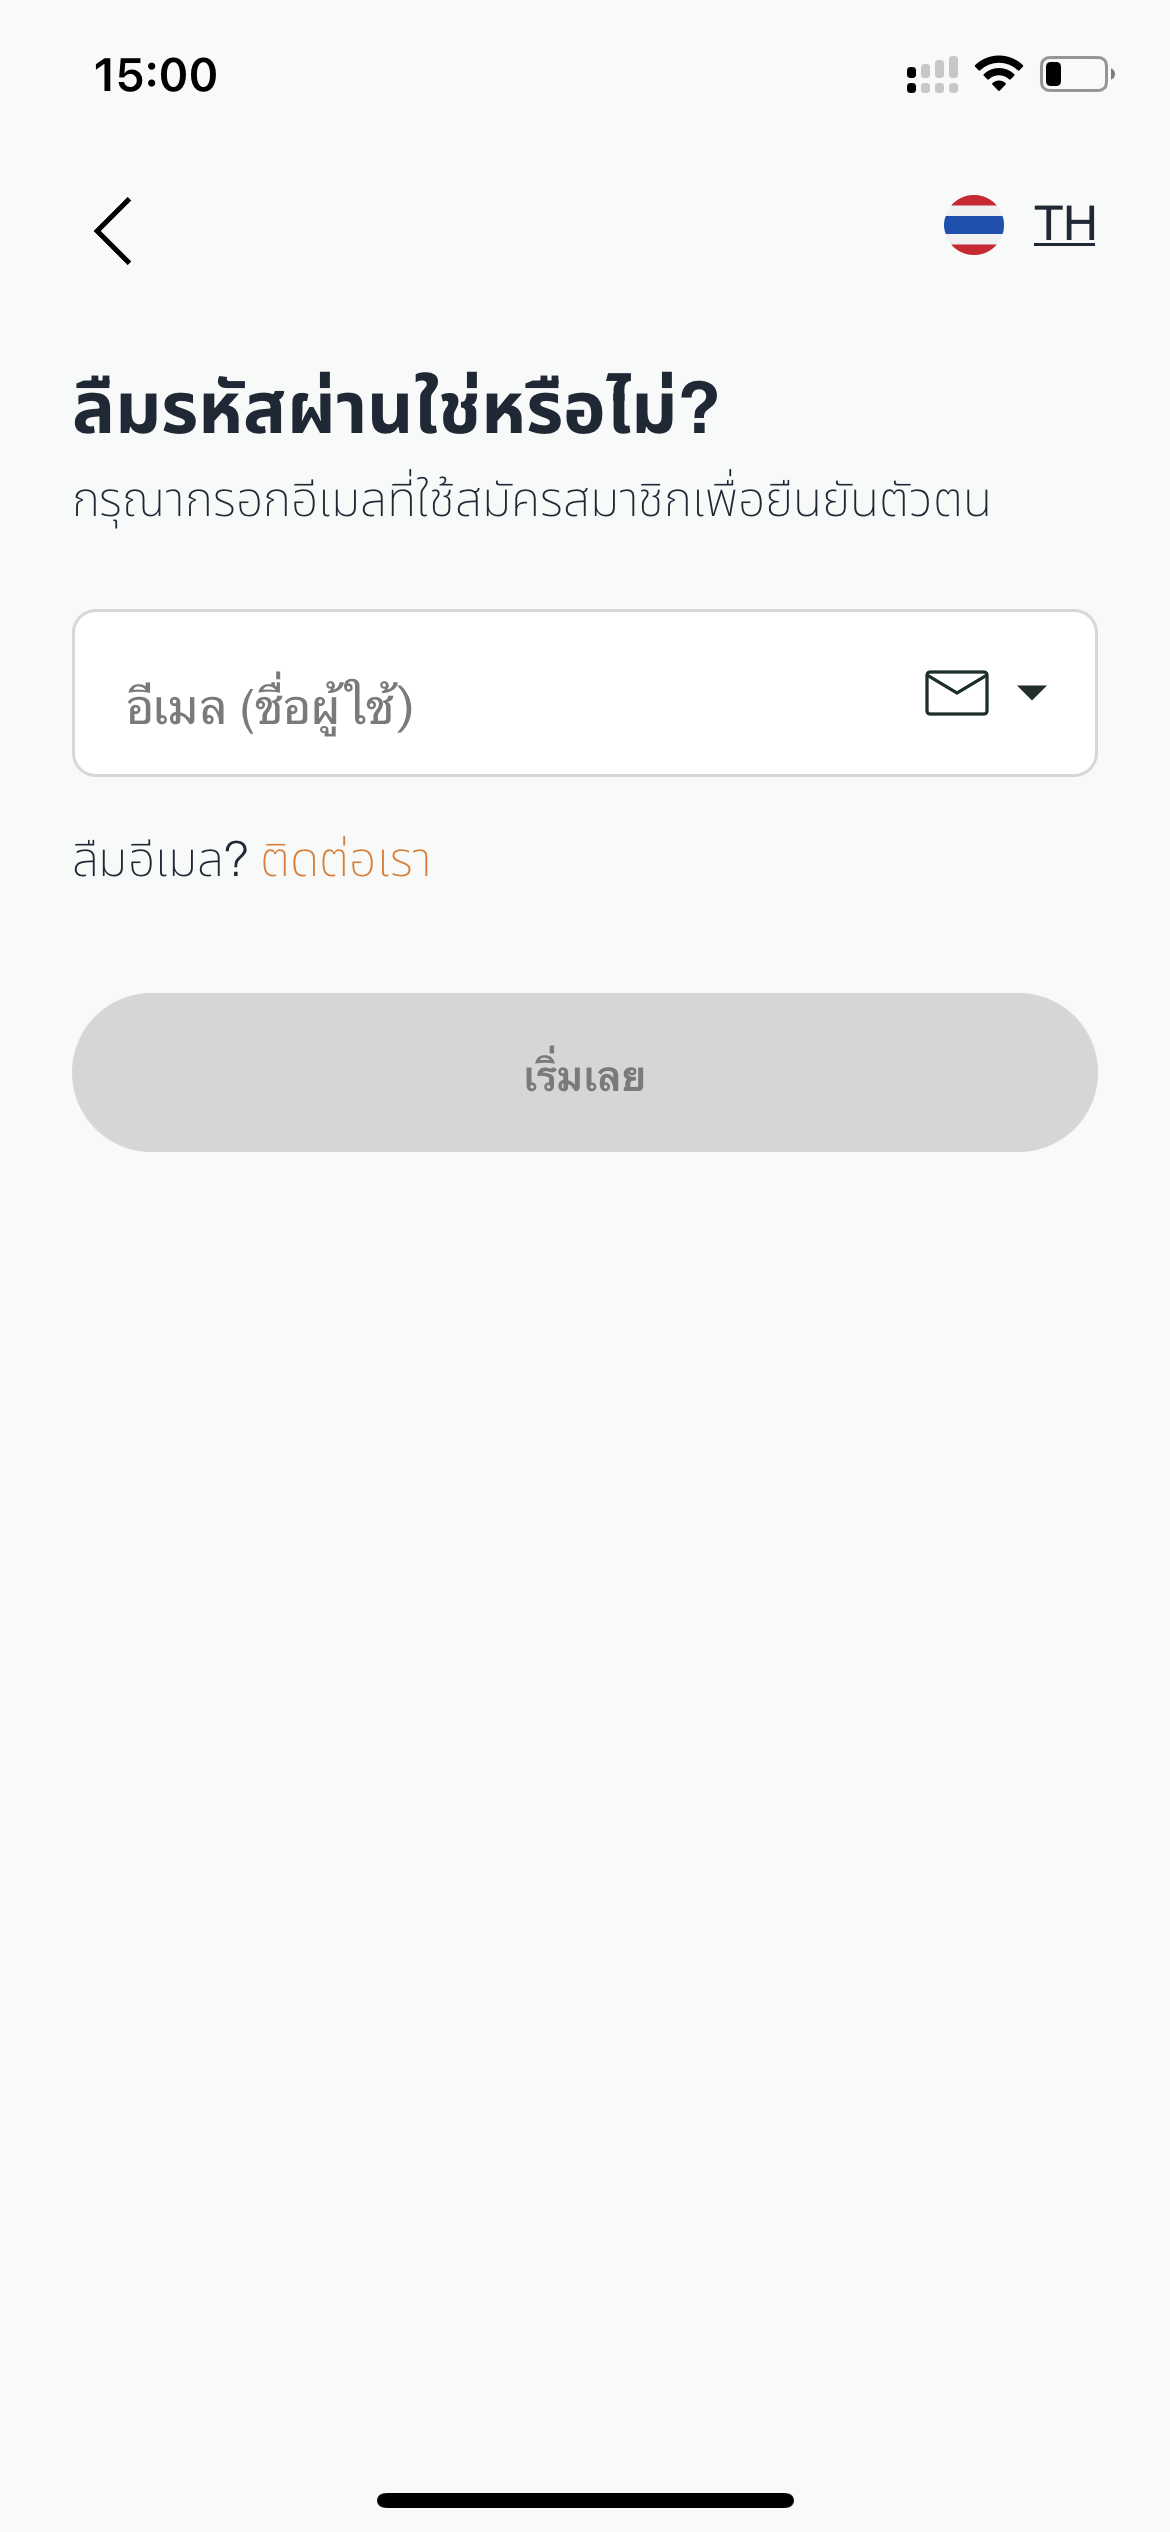 15:00
TH
ลืมรหัสผ่านใช่หรือไม่?
กรุณากรอกอีเมลที่ใช้สมัครสมาชิกเพื่อยืนยันตัวตน
อีเมล (ชื่อผู้ใช้)
ลืมอีเมล? ติดต่อเรา
เริ่มเลย